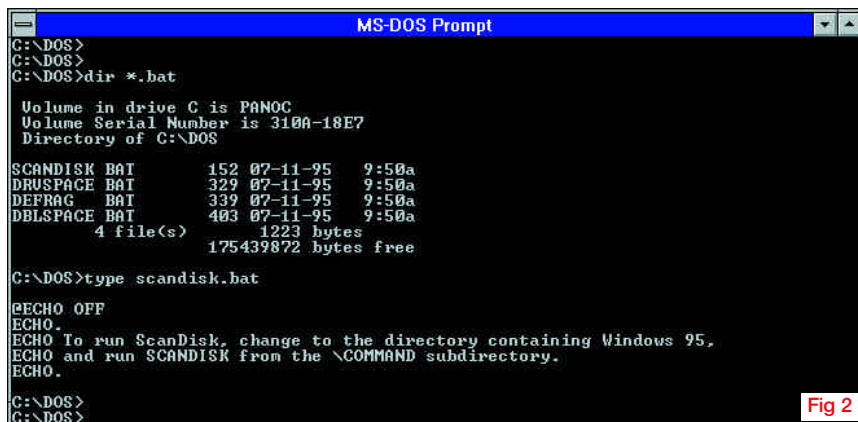 MS-DOS Prompt
C:\DOS>
C:\DOS>
C:\DOS>dir *.bat
Volume in drive C is PANOC
Volume Serial Number is 310A-18E7
Directory of C:\DOS
SCANDISK BAT 152 07-11-95 9:50a
DRVSPACE BAT 329 07-11-95 9:50a
DEFRAG BAT 339 07-11-95 9:50a
DBLSPACE BAT 403 07-11-95 9:50a
4 file(s) 1223 bytes
175439872 bytes free
C:\DOS>type scandisk.bat
@ECHO OFF
ECHO.
ECHO To run ScanDisk, change to the directory containing Windows 95,
ECHO and run SCANDISK from the \COMMAND subdirectory.
ECHO.
C:\DOS>
C:\DOS>
Fig 2